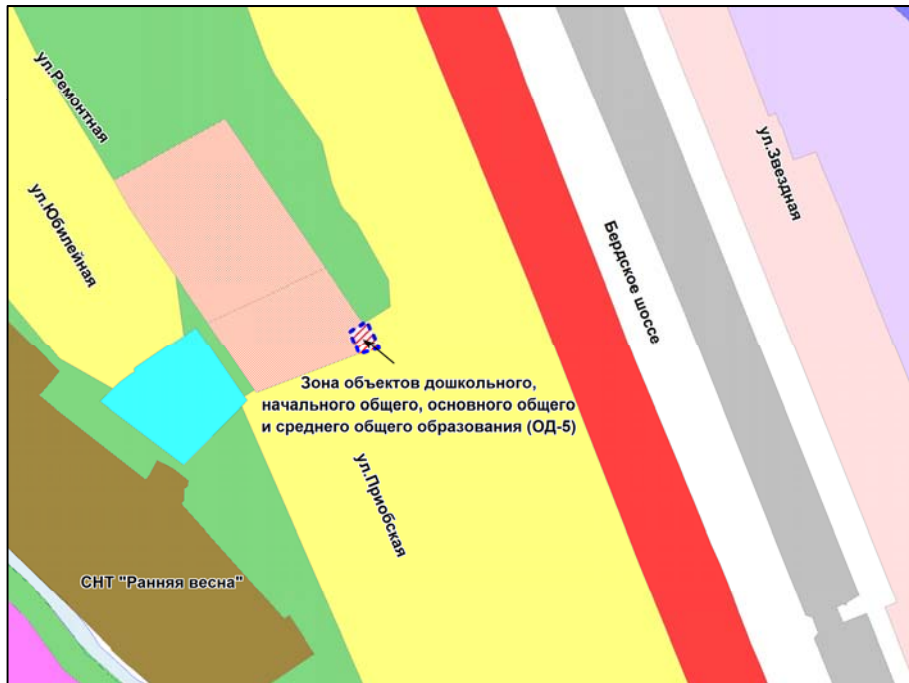 ул.Ремонтная
ул.Юбилейная
ул.Звездная
Бердское шоссе
Зона объектов дошкольного,
начального общего, основного общего
и среднего общего образования (ОД-5)
ул.Приобская
СНТ "Ранняя весна"